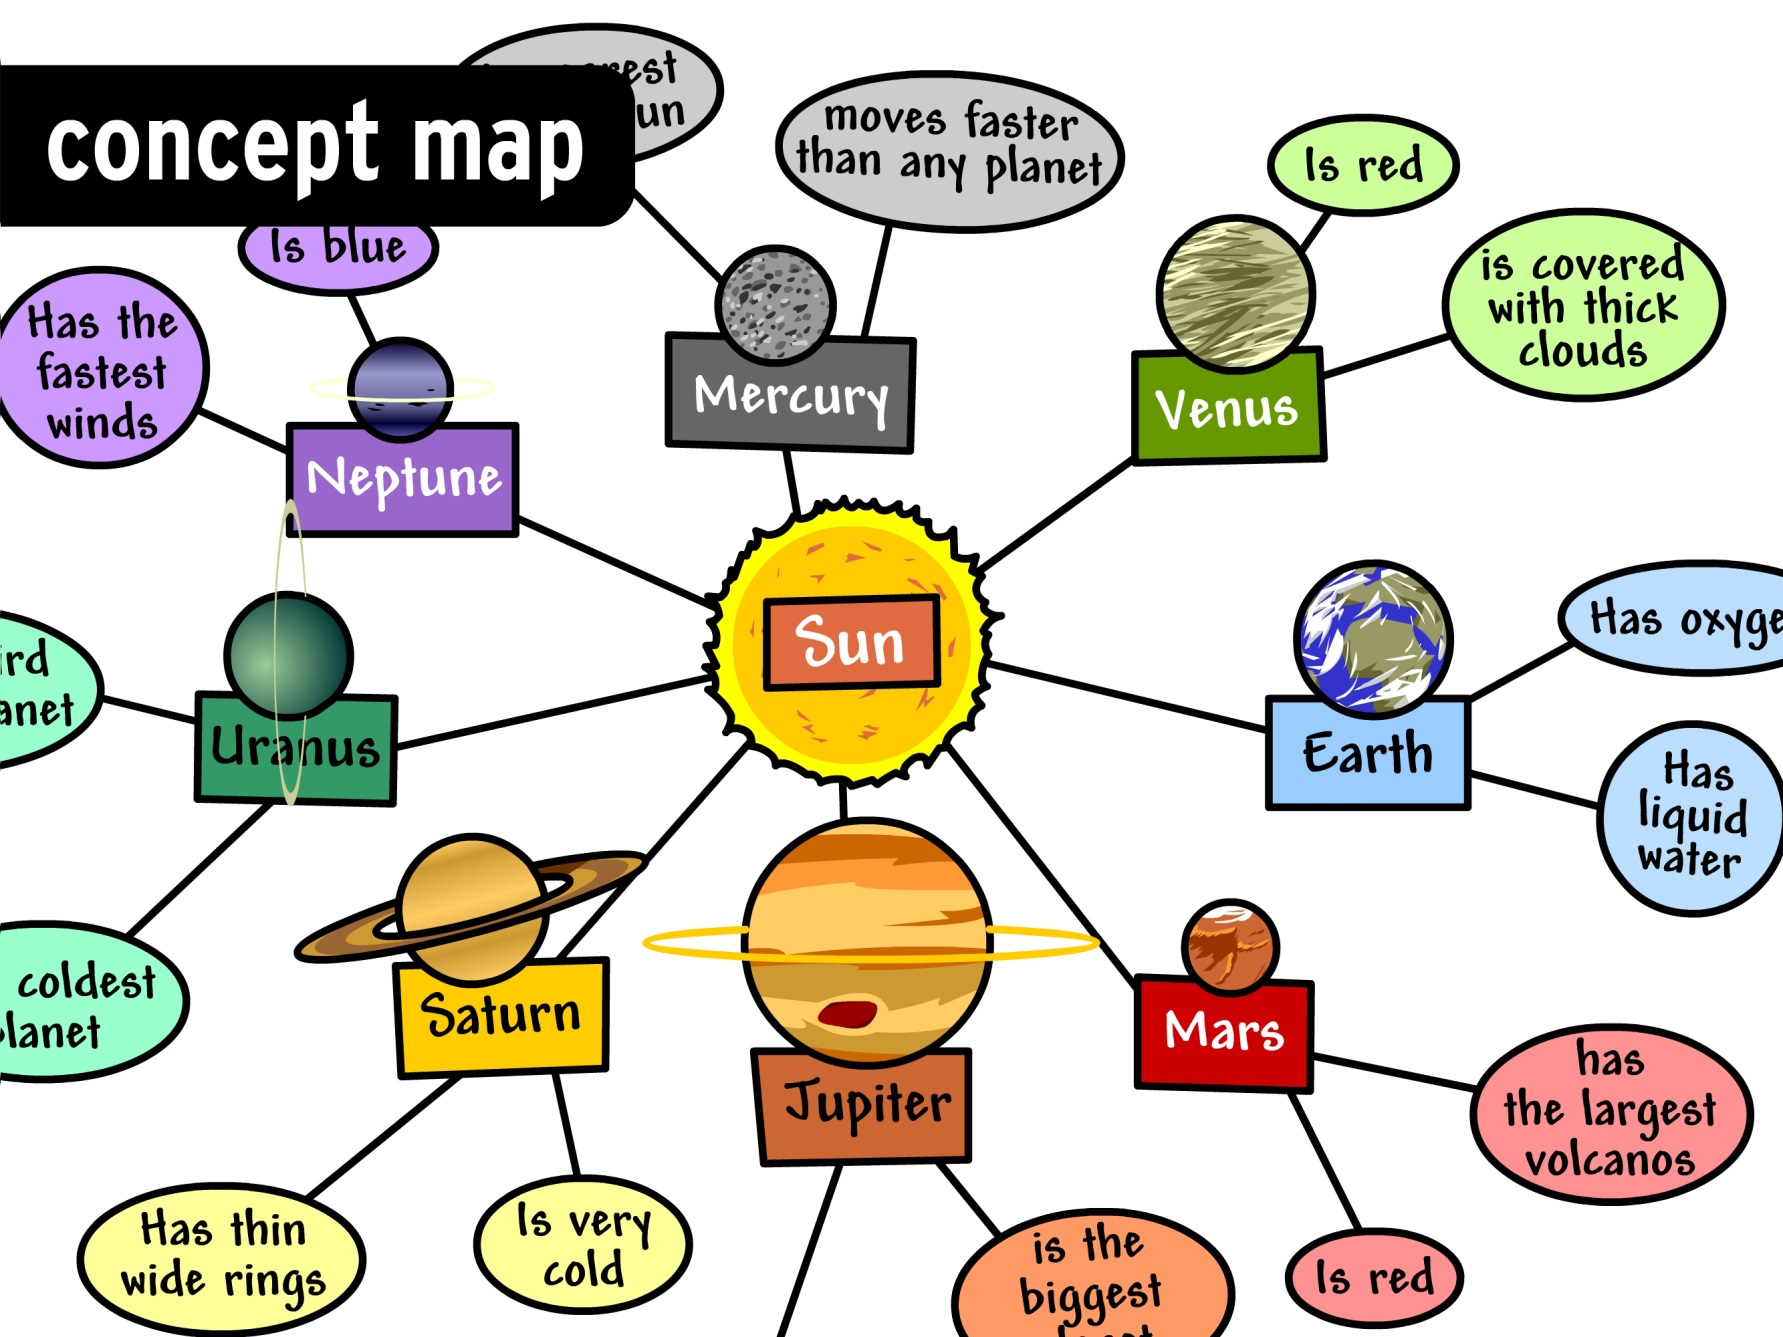 concept map
un
moves faster
than any planet
Is red
is covered
with thick
clouds
Is blue
Has the
fastest
winds
Neptune
Mercury
Venus
Sun
Uranus
Earth
Has
liquid
water
coldest
Saturn
Jupiter
Mars
has
the largest
volcanos
Has thin
wide rings
Is very
cold
is the
biggest
Is red
Has